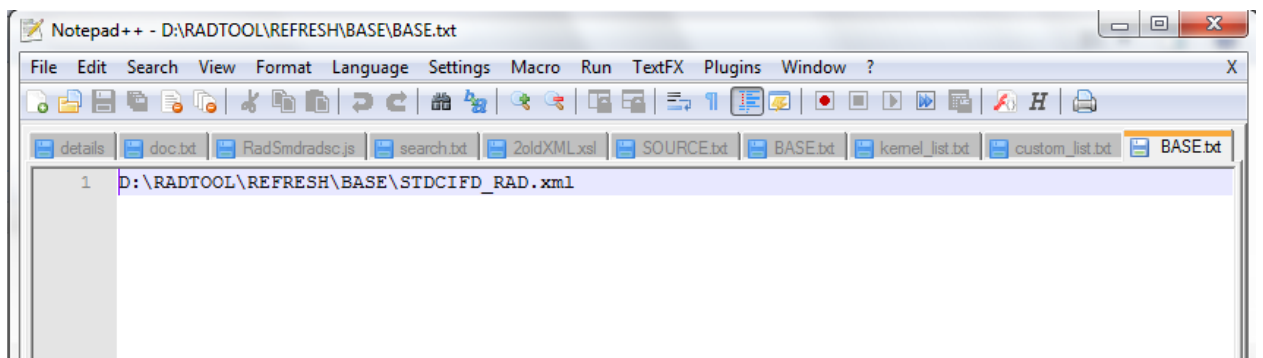 Notepad++ - D:\RADTOOL\REFRESH\BASE\BASE.txt
File Edit Search View Format Language Settings Macro Run TextFX Plugins Window ? X
details doc.txt RadSmdradsc.js search.txt 2oldXML.xsl SOURCE.txt BASE.txt kernel_list.txt custom_list.txt BASE.txt
1 D:\RADTOOL\REFRESH\BASE\STDCIFD_RAD.xml